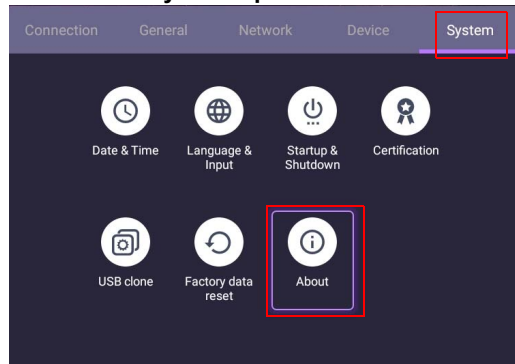 Connection General Network Device System
Date & Time Language & Input Startup & Shutdown Certification
USB clone Factory data reset About